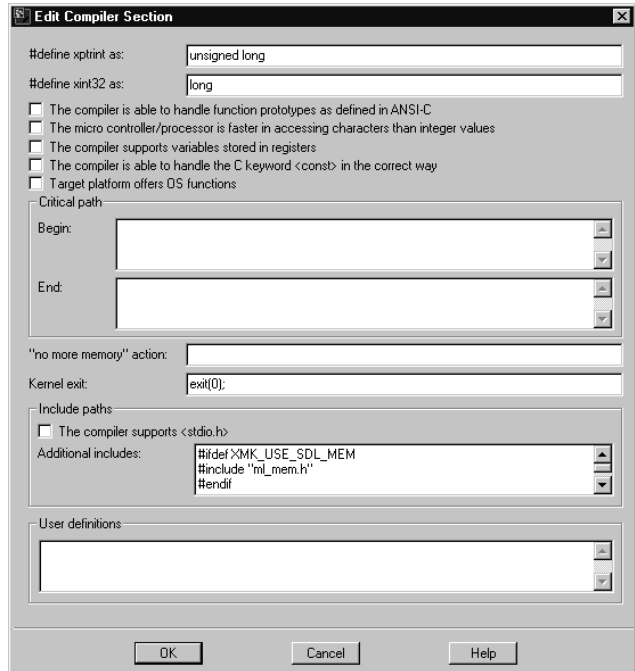 Edit Compiler Section
#define xptrint as: unsigned long
#define xint32 as: long
The compiler is able to handle function prototypes as defined in ANSI-C
The micro controller/processor is faster in accessing characters than integer values
The compiler supports variables stored in registers
The compiler is able to handle the C keyword <const> in the correct way
Target platform offers OS functions
Critical path
Begin:
End:
"no more memory" action:
Kernel exit: exit(0);
Include paths
The compiler supports <stdio.h>
Additional includes: #ifdef XMK_USE_SDL_MEM
#include "ml_mem.h"
#endif
User definitions
OK Cancel Help